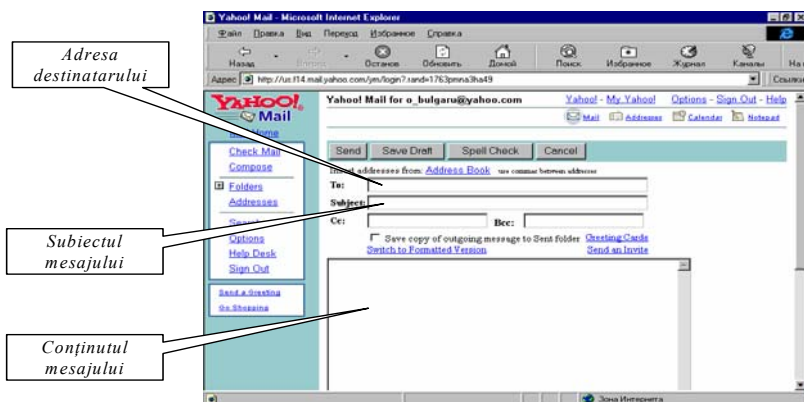 Yahoo! Mail - Microsoft Internet Explorer
Файл Правка Вид Переход Избранное Справка
Назад Останов Обновить Домой Поиск Избранное Журнал Каналы На
Адрес http://us.f14.mail.yahoo.com/ym/login?.rand=1763pnna3ha49 Ссылки
YAHOO! Mail
Yahoo! Mail for o_bulgaru@yahoo.com Yahoo! - My Yahoo! Options - Sign Out - Help
Mail Addresses Calendar Notepad
Home
Check Mail
Compose
Folders
Addresses
Options
Help Desk
Sign Out
Send a Greeting
Go Shopping
Send Save Draft Spell Check Cancel
Insert addresses from: Address Book use commas between addresses
To:
Subject:
Cc: Bcc:
Save copy of outgoing message to Sent folder Greeting Cards
Switch to Formatted Version Send an Invite
Зона Интернета
Adresa
destinatarului
Subiectul
mesajului
Conținutul
mesajului